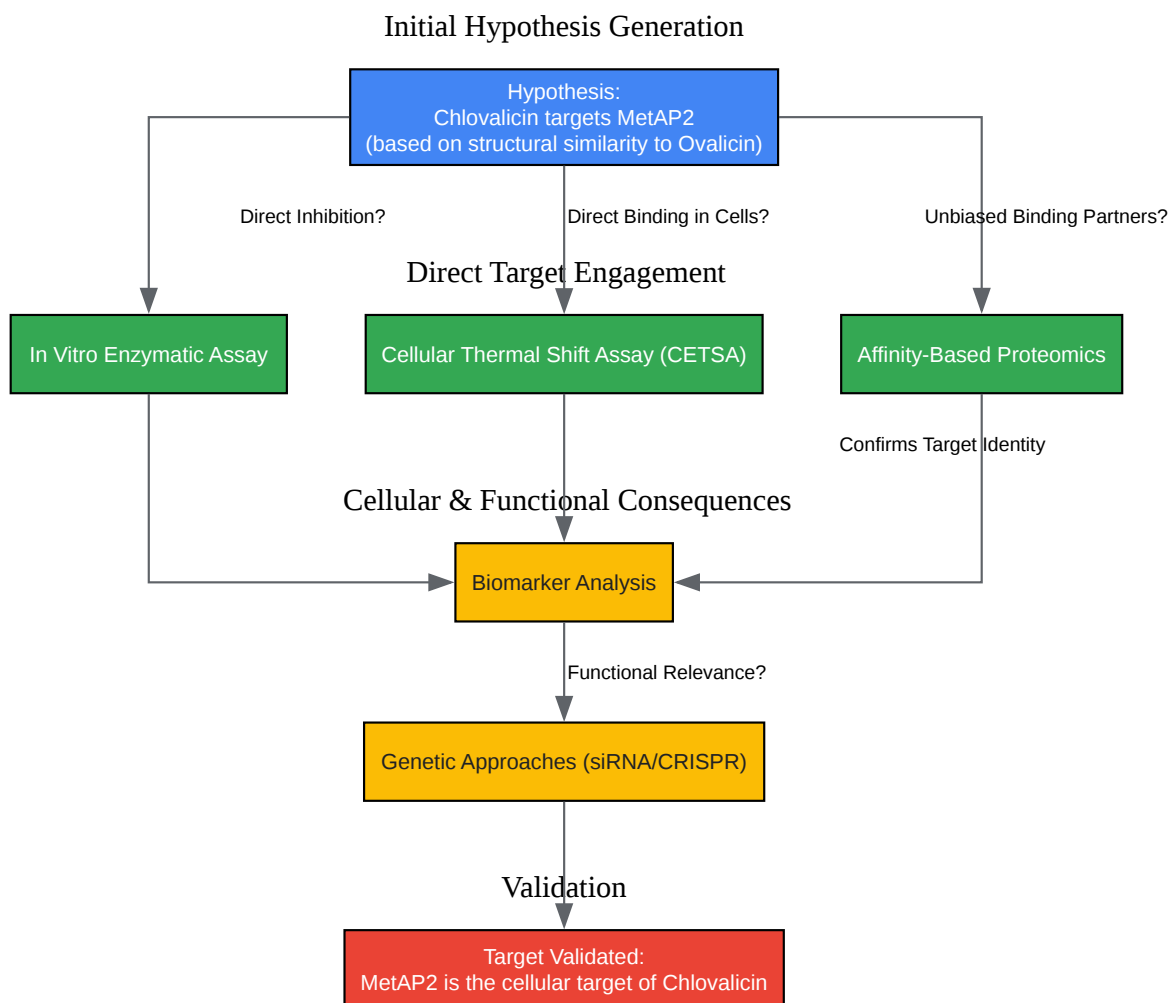 Initial Hypothesis Generation
Hypothesis:
Chlovalicin targets MetAP2
(based on structural similarity to Ovalicin)
Direct Inhibition?
Direct Binding in Cells?
Unbiased Binding Partners?
Direct Target Engagement
In Vitro Enzymatic Assay
Cellular Thermal Shift Assay (CETSA)
Affinity-Based Proteomics
Confirms Target Identity
Cellular & Functional Consequences
Biomarker Analysis
Functional Relevance?
Genetic Approaches (siRNA/CRISPR)
Validation
Target Validated:
MetAP2 is the cellular target of Chlovalicin